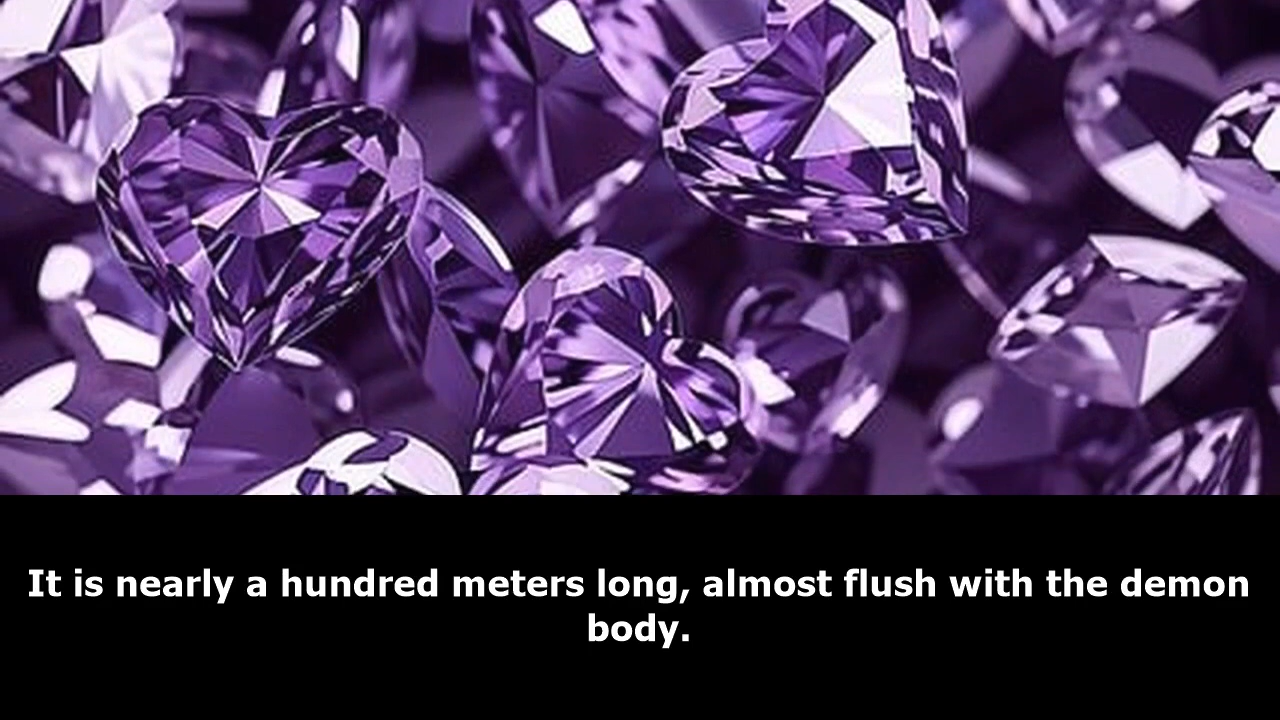 It is nearly a hundred meters long, almost flush with the demon
body.